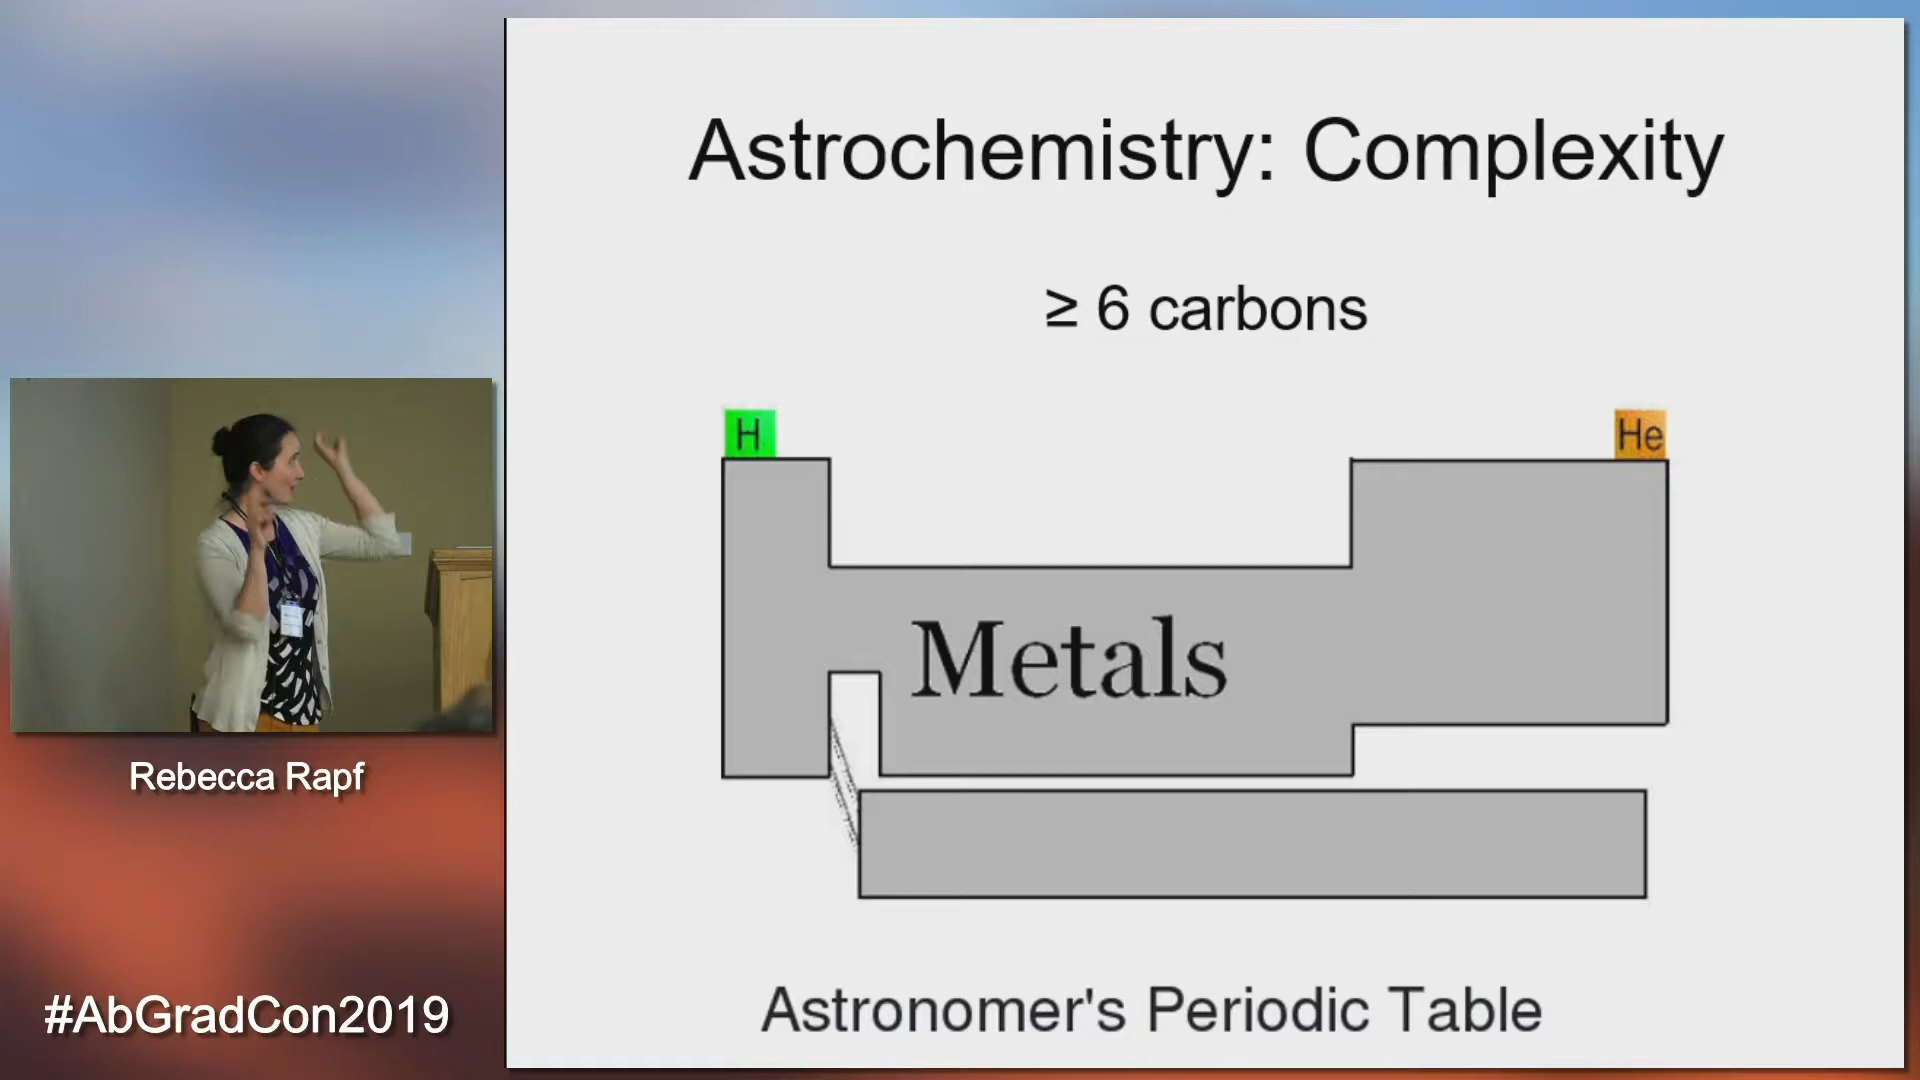 Astrochemistry: Complexity
≥ 6 carbons
H
He
Metals
Astronomer's Periodic Table
Rebecca Rapf
#AbGradCon2019